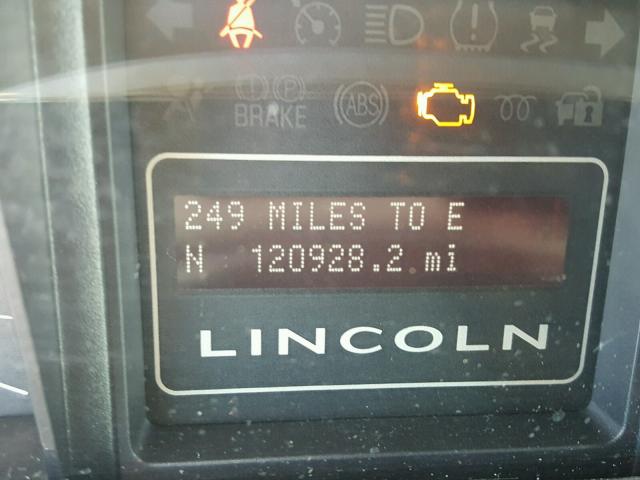 BRAKE
ABS
249 MILES TO E
N 120928.2 mi
LINCOLN